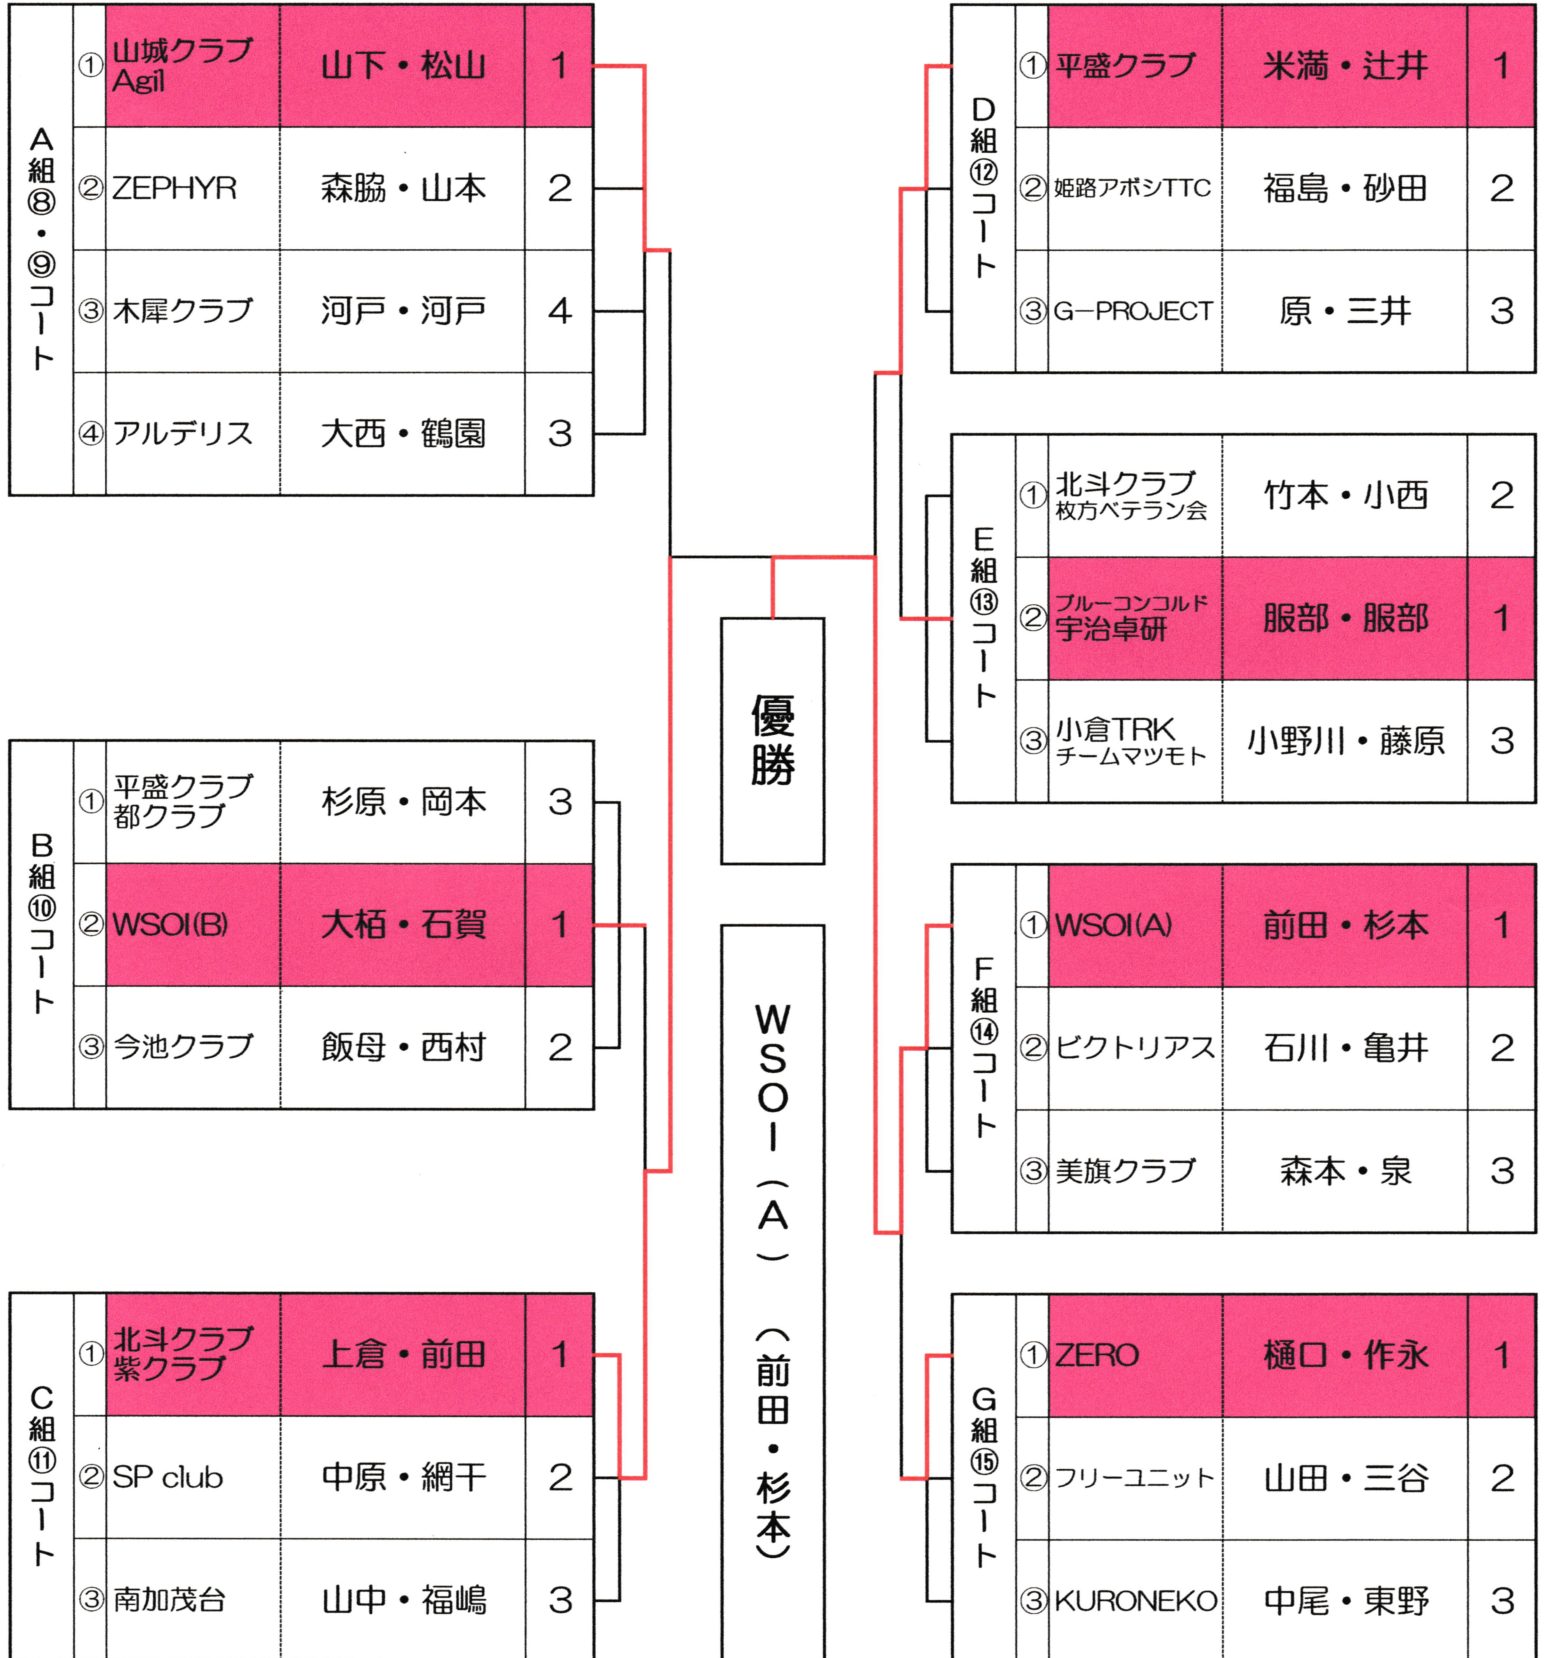 A組⑧・⑨コート
① 山城クラブ Agil 山下・松山 1
② ZEPHYR 森脇・山本 2
③ 木犀クラブ 河戸・河戸 4
④ アルデリス 大西・鶴園 3
B組⑩コート
① 平盛クラブ 都クラブ 杉原・岡本 3
② WSOI(B) 大栢・石賀 1
③ 今池クラブ 飯母・西村 2
C組⑪コート
① 北斗クラブ 紫クラブ 上倉・前田 1
② SP club 中原・網干 2
③ 南加茂台 山中・福嶋 3
優勝
WSOI(A) (前田・杉本)
D組⑫コート
① 平盛クラブ 米満・辻井 1
② 姫路アボシTTC 福島・砂田 2
③ G−PROJECT 原・三井 3
E組⑬コート
① 北斗クラブ 枚方ベテラン会 竹本・小西 2
② ブルーコンコルド 宇治卓研 服部・服部 1
③ 小倉TRK チームマツモト 小野川・藤原 3
F組⑭コート
① WSOI(A) 前田・杉本 1
② ビクトリアス 石川・亀井 2
③ 美旗クラブ 森本・泉 3
G組⑮コート
① ZERO 樋口・作永 1
② フリーユニット 山田・三谷 2
③ KURONEKO 中尾・東野 3